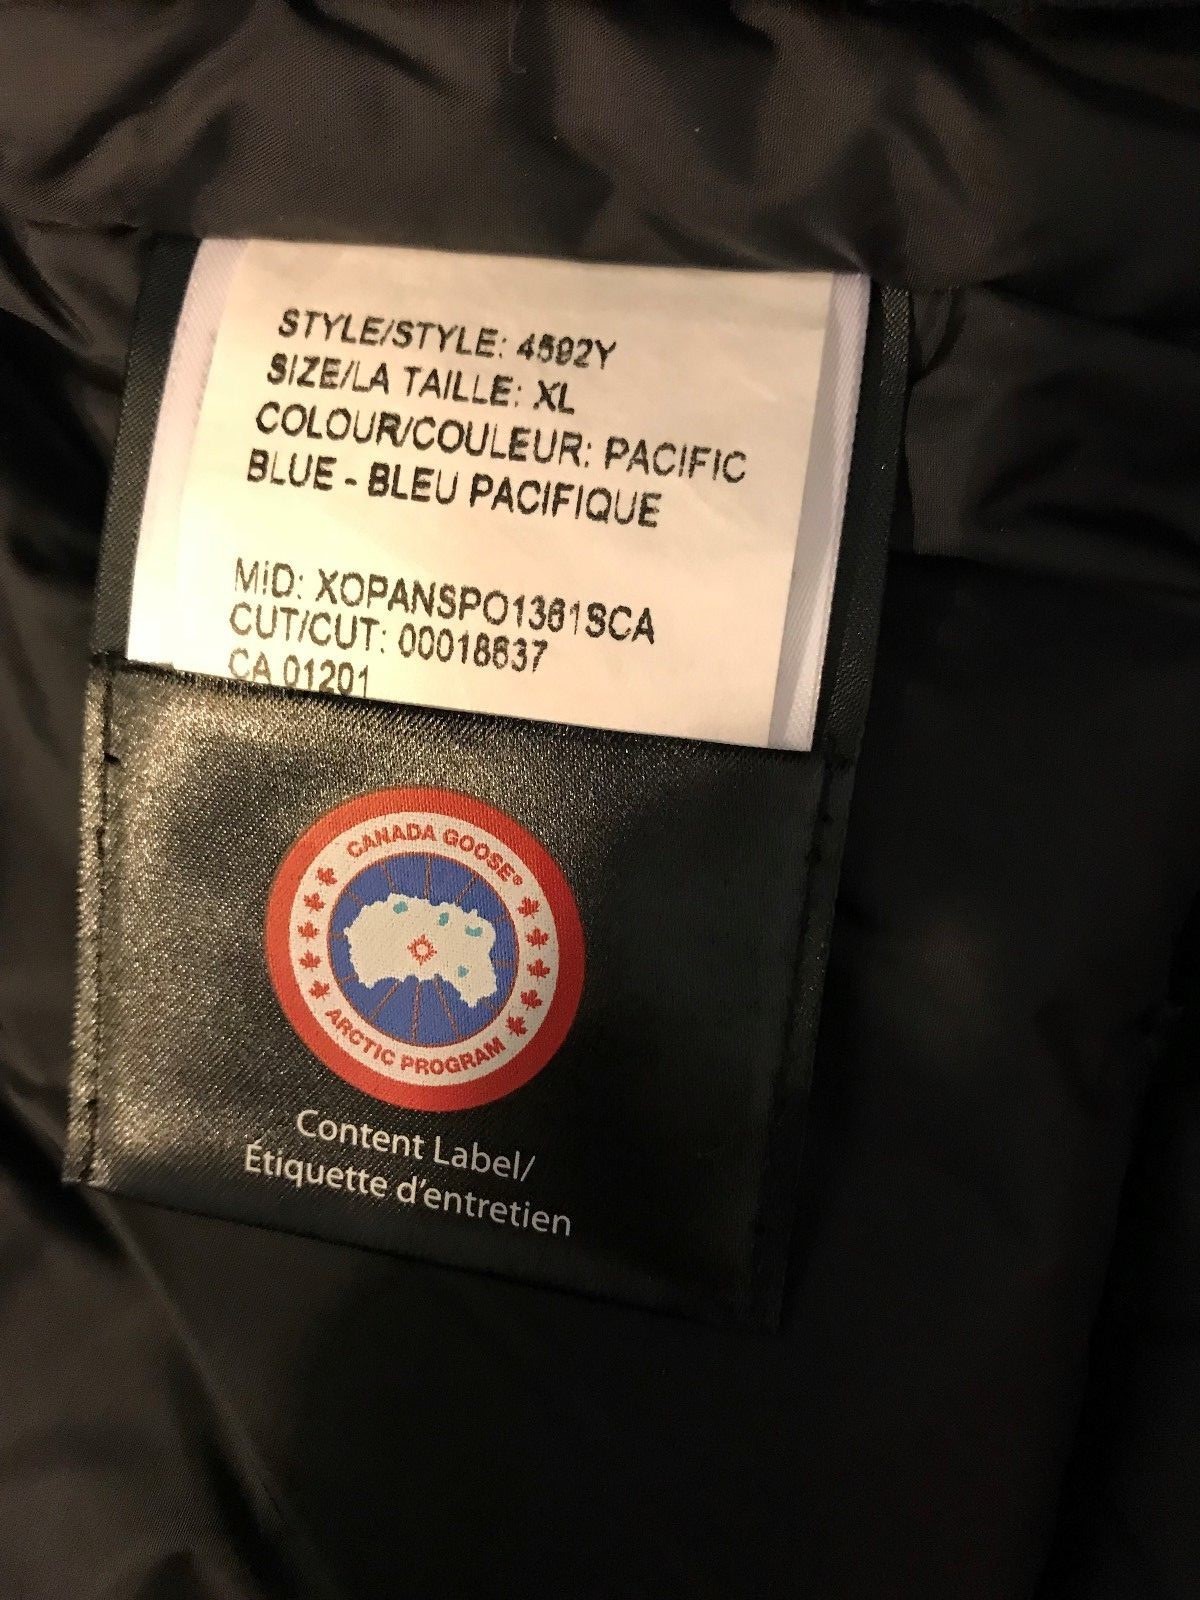 STYLE/STYLE: 4592Y
SIZE/LA TAILLE: XL
COLOUR/COULEUR: PACIFIC
BLUE - BLEU PACIFIQUE
MID: XOPANSPO1361SCA
CUT/CUT: 00018637
CA 01201
CANADA GOOSE®
ARCTIC PROGRAM
Content Label/
Étiquette d'entretien